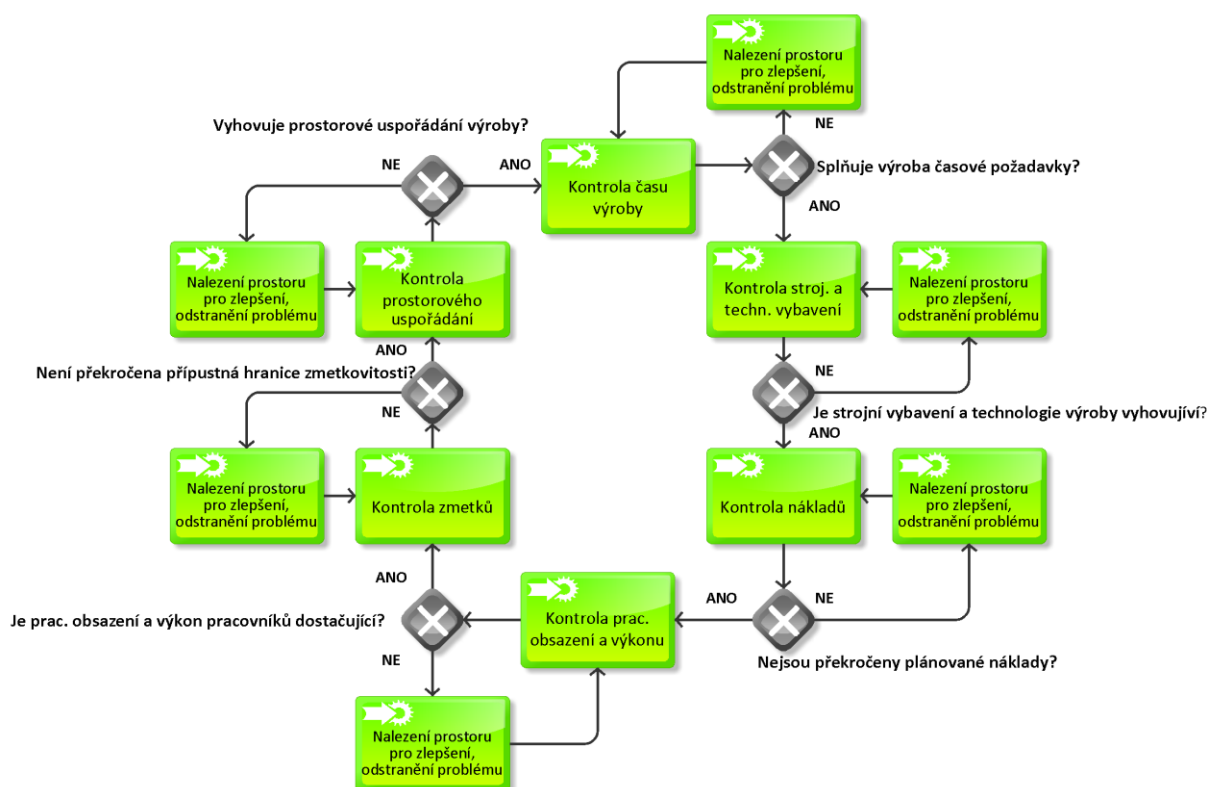 Nalezení prostoru
pro zlepšení,
odstranění problému
NE
Vyhovuje prostorové uspořádání výroby?
NE
ANO
Kontrola času
výroby
Splňuje výroba časové požadavky?
ANO
Nalezení prostoru
pro zlepšení,
odstranění problému
Kontrola
prostorového
uspořádání
Kontrola stroj. a
techn. vybavení
Nalezení prostoru
pro zlepšení,
odstranění problému
ANO
Není překročena přípustná hranice zmetkovitosti?
NE
NE
Je strojní vybavení a technologie výroby vyhovujíví?
ANO
Nalezení prostoru
pro zlepšení,
odstranění problému
Kontrola zmetků
Kontrola nákladů
Nalezení prostoru
pro zlepšení,
odstranění problému
ANO
Je prac. obsazení a výkon pracovníků dostačující?
NE
Kontrola prac.
obsazení a výkonu
ANO
NE
Nejsou překročeny plánované náklady?
Nalezení prostoru
pro zlepšení,
odstranění problému